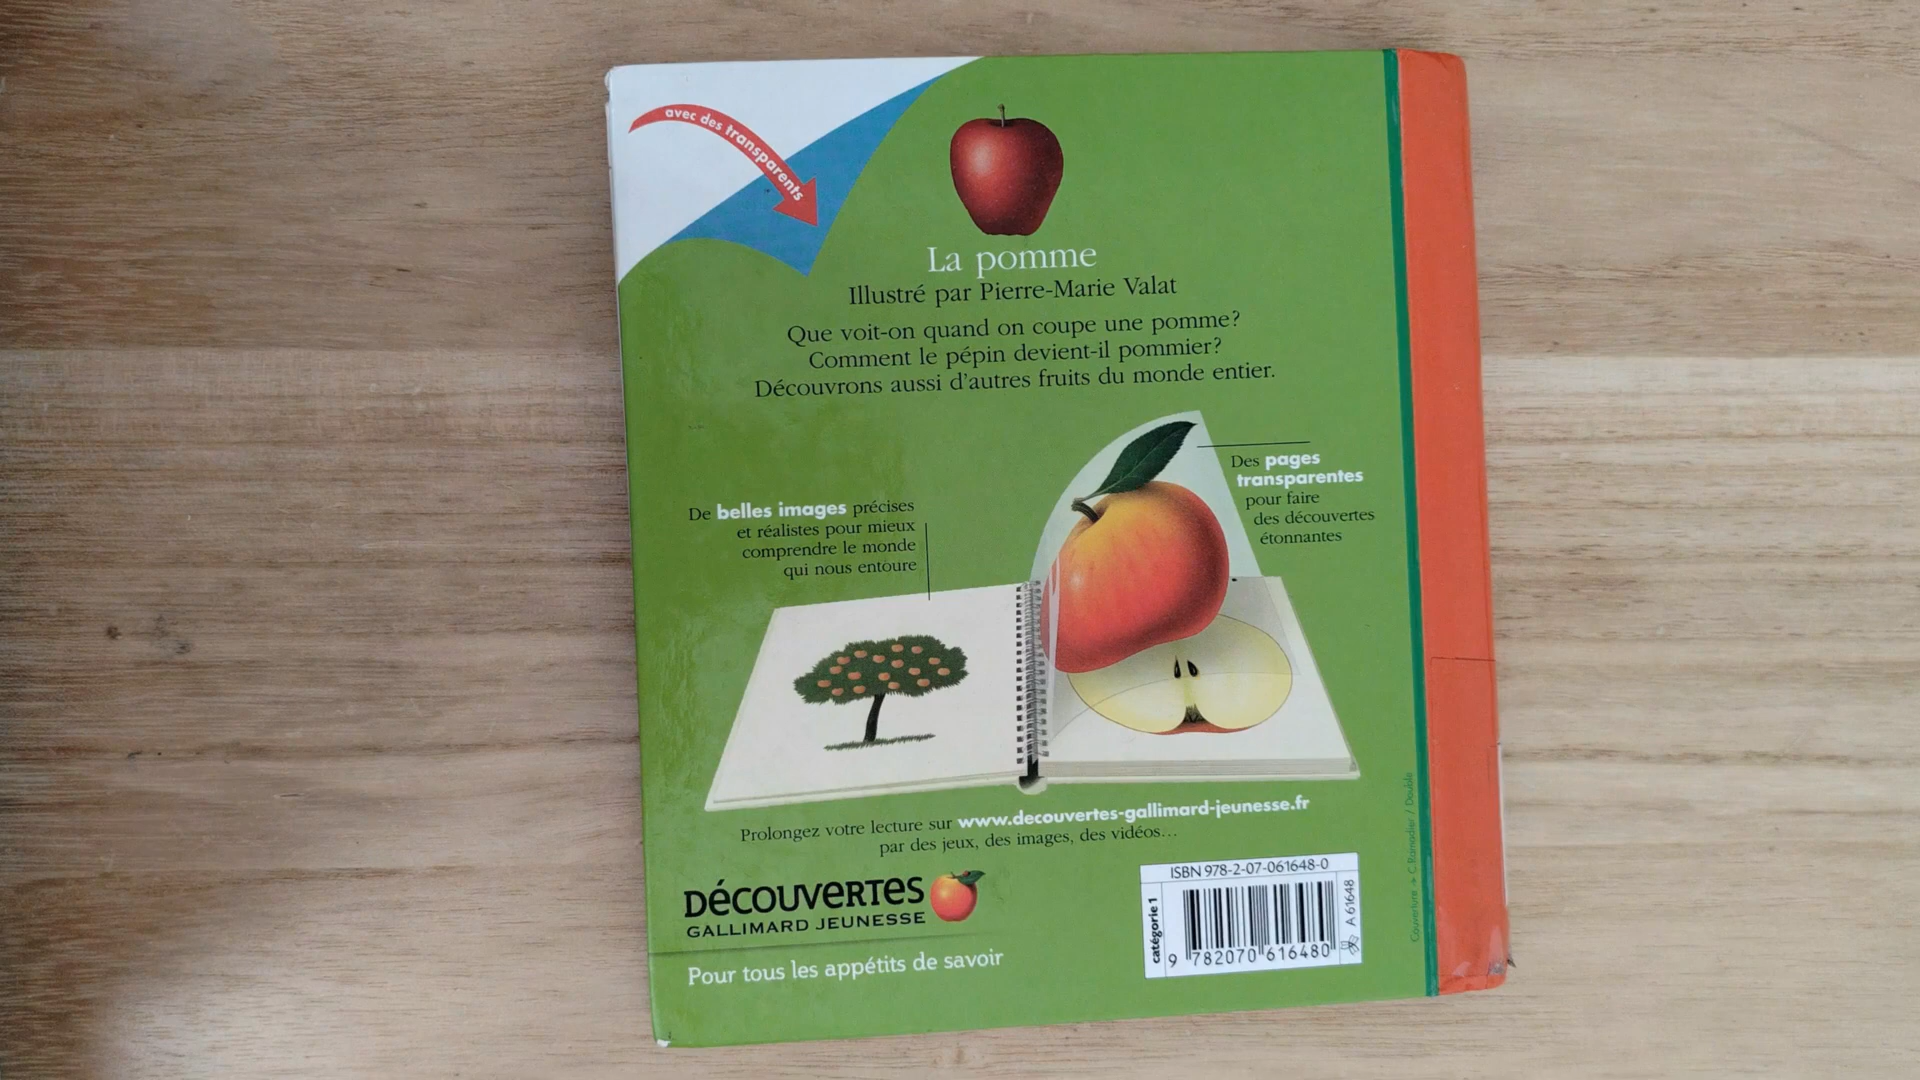 avec des transparents
La pomme
Illustré par Pierre-Marie Valat
Que voit-on quand on coupe une pomme?
Comment le pépin devient-il pommier?
Découvrons aussi d'autres fruits du monde entier.
De belles images précises
et réalistes pour mieux
comprendre le monde
qui nous entoure
Des pages
transparentes
pour faire
des découvertes
étonnantes
Prolongez votre lecture sur www.decouvertes-gallimard-jeunesse.fr
par des jeux, des images, des vidéos...
DÉCOUVERTES
GALLIMARD JEUNESSE
Pour tous les appétits de savoir
ISBN 978-2-07-061648-0
catégorie 1
A 61648
9 782070 616480
Couverture → C. Ramadier / Double